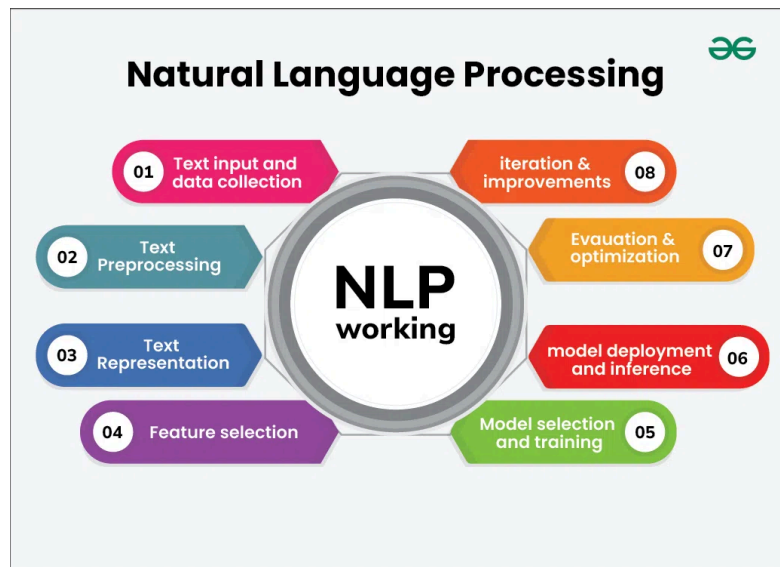 Natural Language Processing
01
Text input and
data collection
02
Text
Preprocessing
03
Text
Representation
04
Feature selection
NLP
working
iteration &
improvements
08
Evauation &
optimization
07
model deployment
and inference
06
Model selection
and training
05